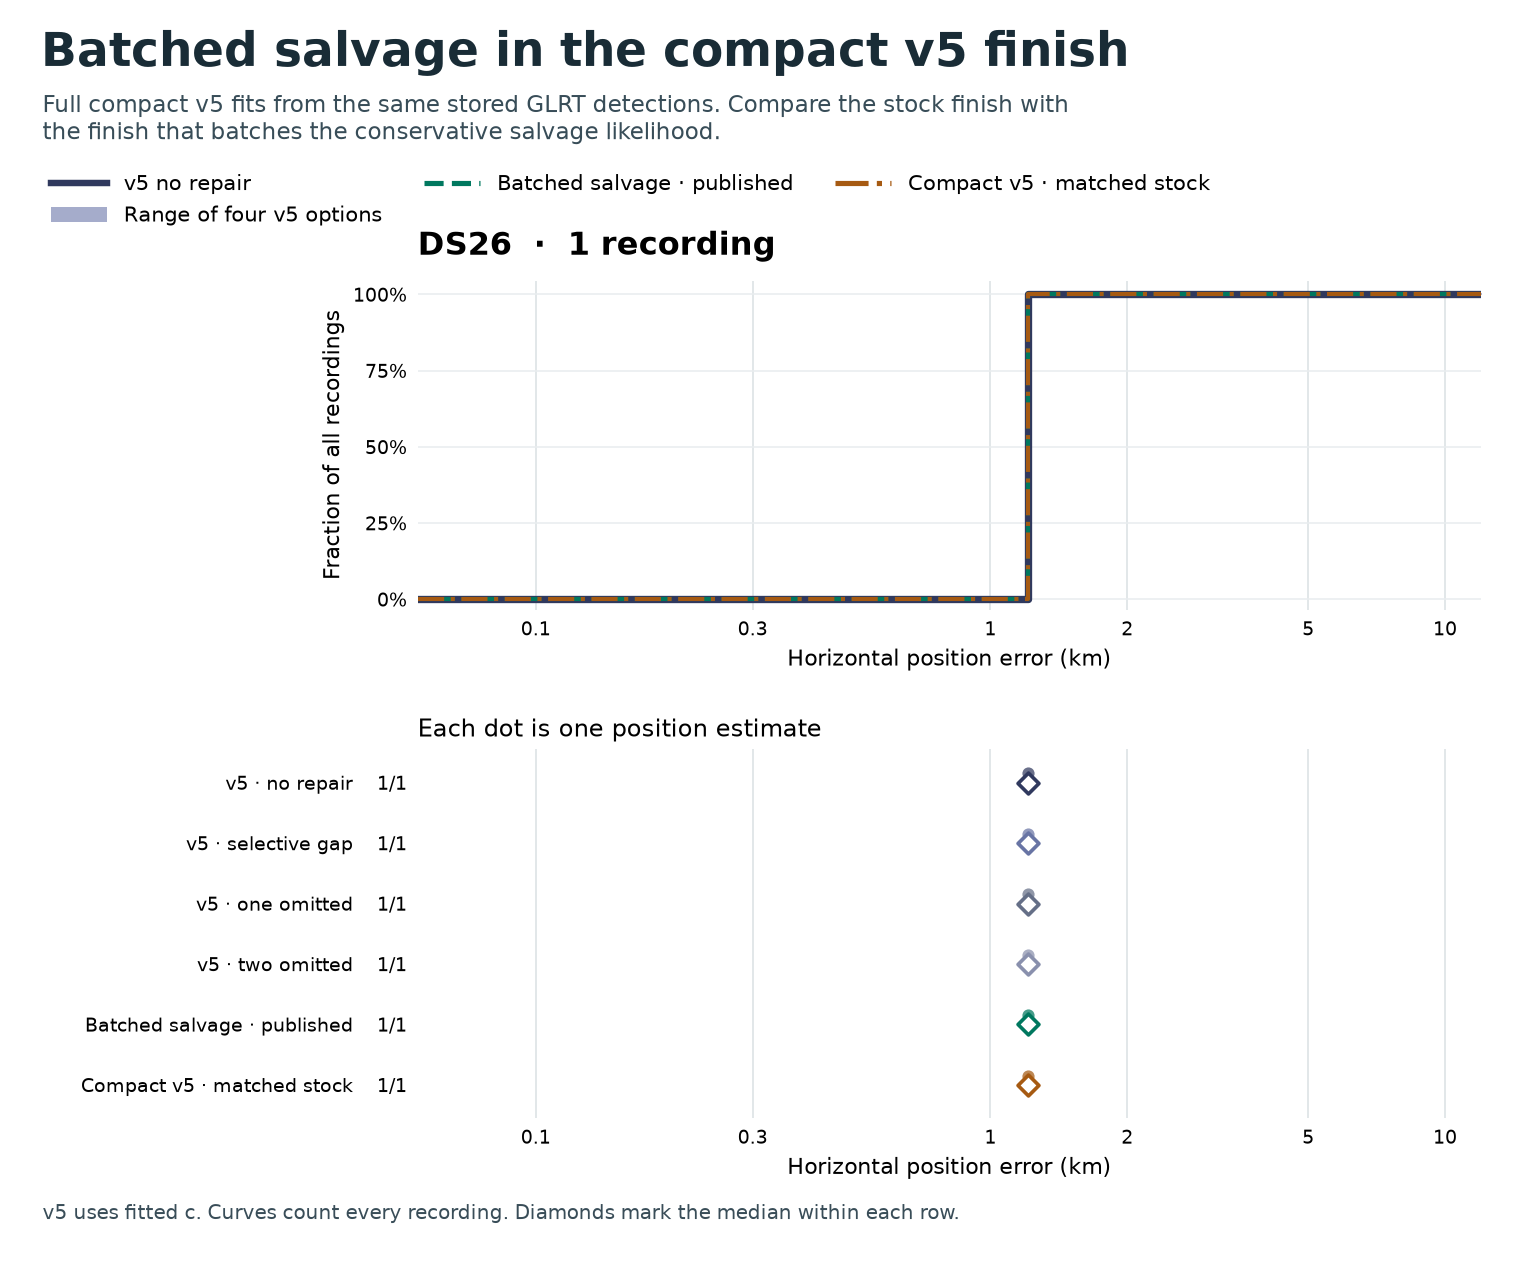 Batched salvage in the compact v5 finish
Full compact v5 fits from the same stored GLRT detections. Compare the stock finish with
the finish that batches the conservative salvage likelihood.
v5 no repair
Batched salvage · published
Compact v5 · matched stock
Range of four v5 options
DS26 · 1 recording
100%
75%
50%
25%
0%
Fraction of all recordings
0.1 0.3 1 2 5 10
Horizontal position error (km)
Each dot is one position estimate
v5 · no repair 1/1
v5 · selective gap 1/1
v5 · one omitted 1/1
v5 · two omitted 1/1
Batched salvage · published 1/1
Compact v5 · matched stock 1/1
0.1 0.3 1 2 5 10
Horizontal position error (km)
v5 uses fitted c. Curves count every recording. Diamonds mark the median within each row.